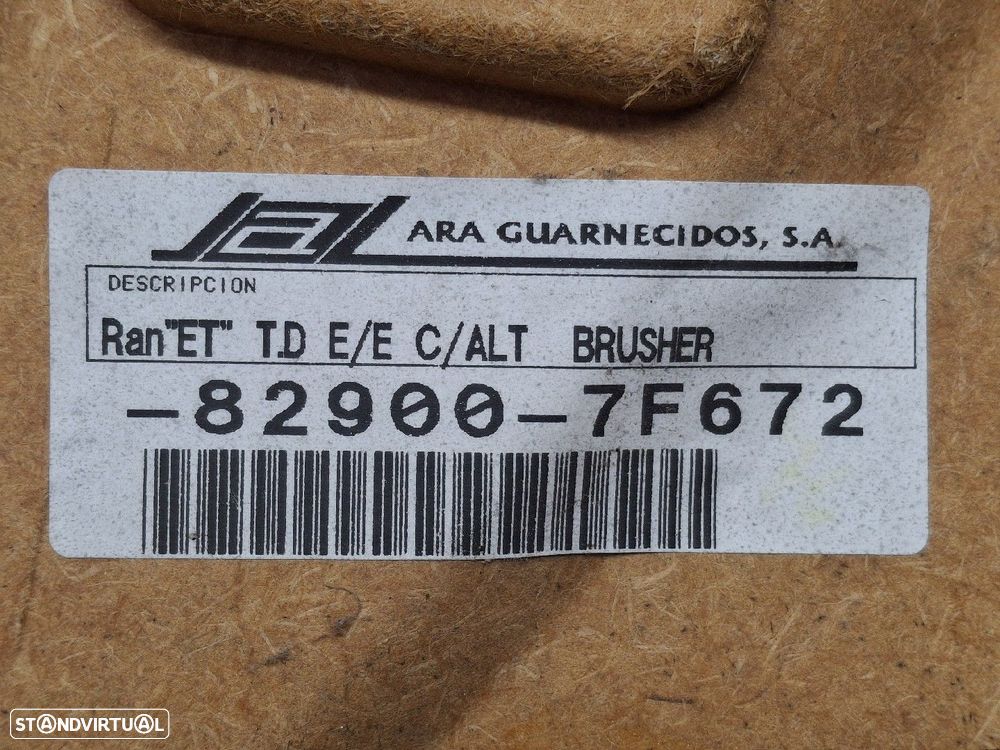 ARA GUARNECIDOS, S.A.
DESCRIPCION
Ran"ET" T.D E/E C/ALT BRUSHER
-82900-7F672
STANDVIRTUAL